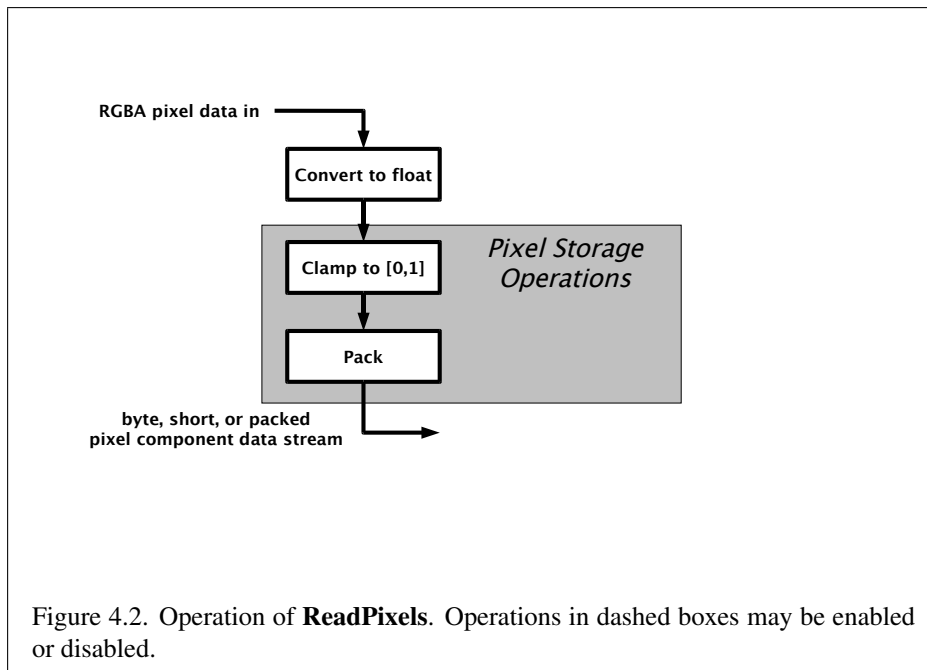 RGBA pixel data in
Convert to float
Clamp to [0,1]
Pixel Storage
Operations
Pack
byte, short, or packed
pixel component data stream
Figure 4.2. Operation of ReadPixels. Operations in dashed boxes may be enabled
or disabled.